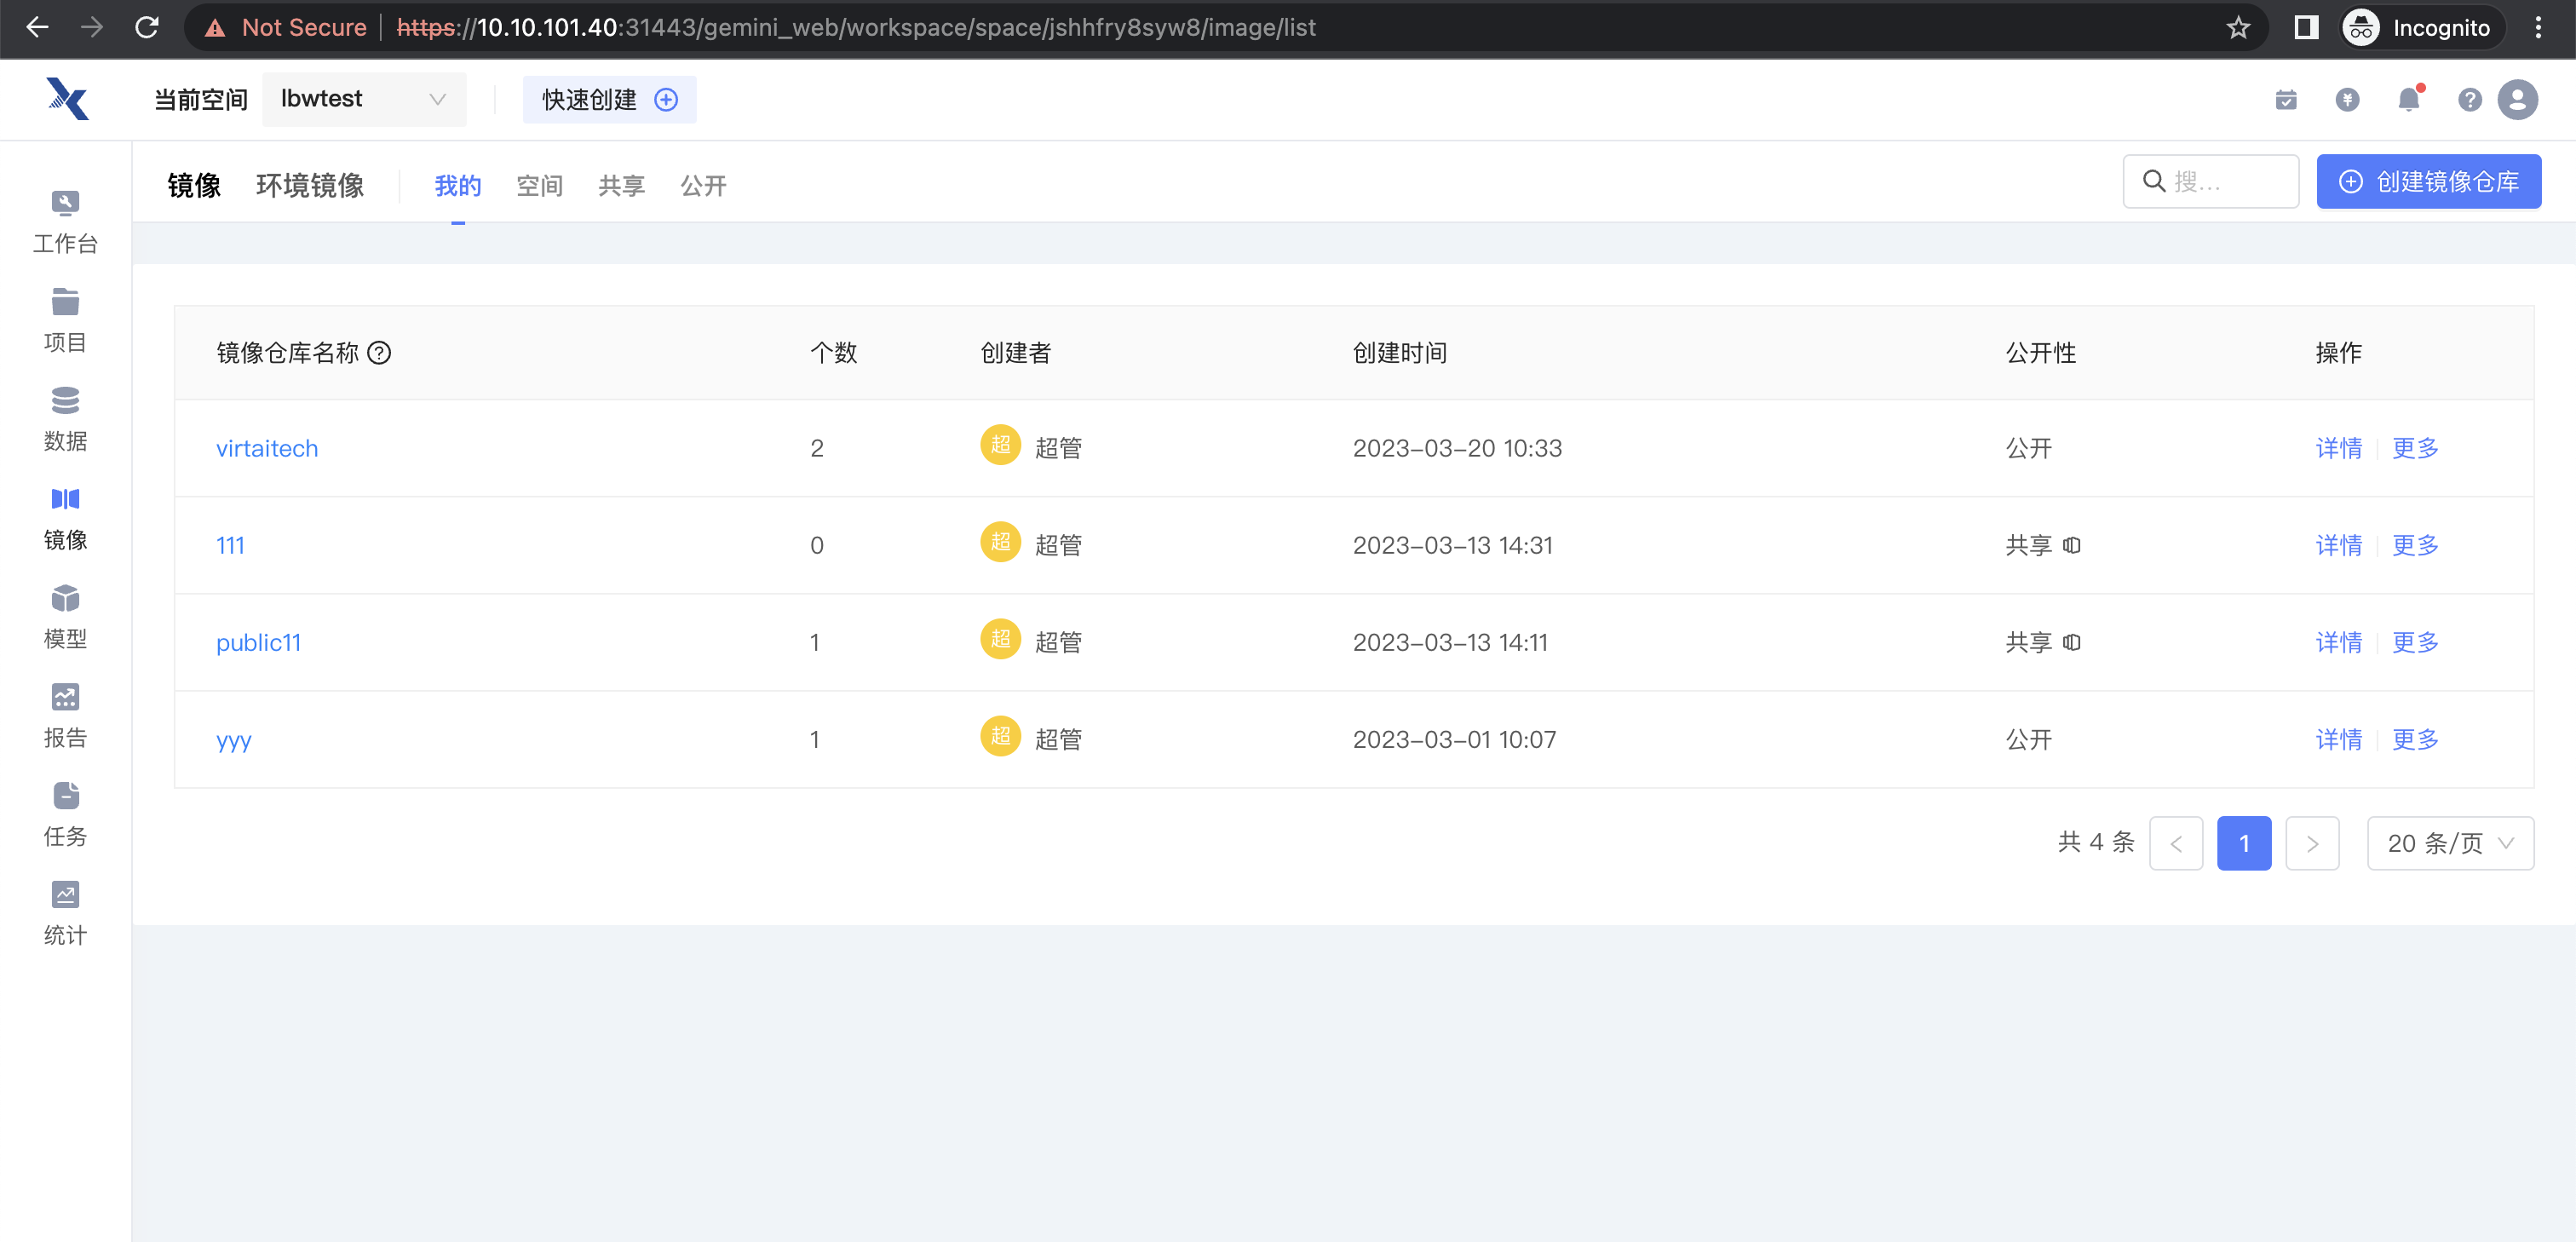 Not Secure https://10.10.101.40:31443/gemini_web/workspace/space/jshhfry8syw8/image/list Incognito
当前空间 lbwtest 快速创建
镜像 环境镜像 我的 空间 共享 公开 搜... 创建镜像仓库
工作台
项目
数据
镜像
模型
报告
任务
统计
镜像仓库名称 个数 创建者 创建时间 公开性 操作
virtaitech 2 超 超管 2023-03-20 10:33 公开 详情 更多
111 0 超 超管 2023-03-13 14:31 共享 详情 更多
public11 1 超 超管 2023-03-13 14:11 共享 详情 更多
yyy 1 超 超管 2023-03-01 10:07 公开 详情 更多
共 4 条 < 1 > 20 条/页